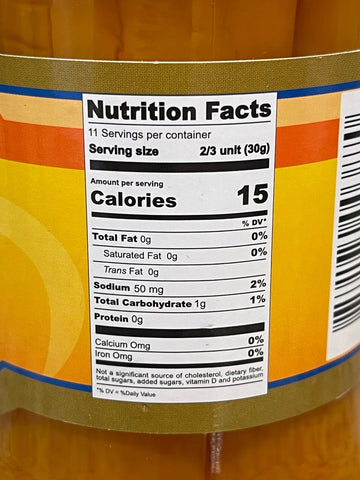 Nutrition Facts
11 Servings per container
Serving size 2/3 unit (30g)
Amount per serving
Calories 15
% DV*
Total Fat 0g 0%
Saturated Fat 0g 0%
Trans Fat 0g
Sodium 50 mg 2%
Total Carbohydrate 1g 1%
Protein 0g
Calcium 0mg 0%
Iron 0mg 0%
Not a significant source of cholesterol, dietary fiber,
total sugars, added sugars, vitamin D and potassium
*% DV = %Daily Value